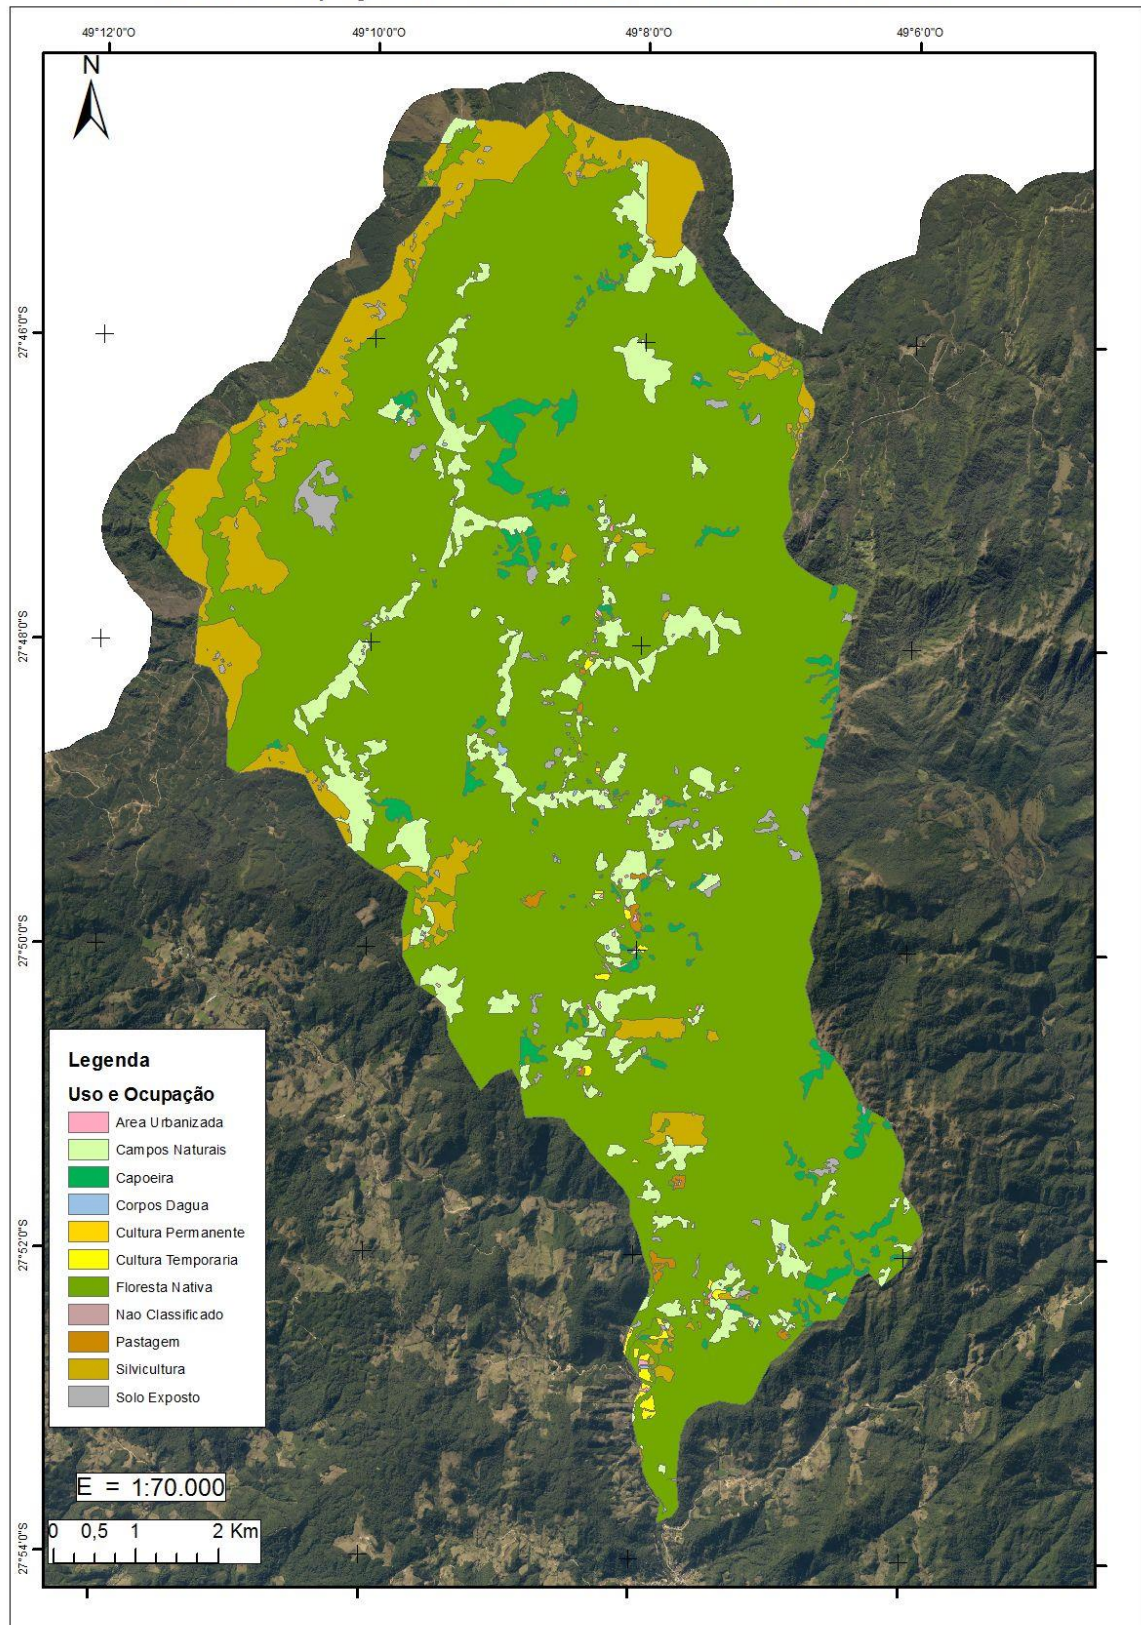 49°12'0"O
49°10'0"O
49°8'0"O
49°6'0"O
N
27°46'0"S
27°48'0"S
27°50'0"S
27°52'0"S
27°54'0"S
Legenda
Uso e Ocupação
Area Urbanizada
Campos Naturais
Capoeira
Corpos Dagua
Cultura Permanente
Cultura Temporaria
Floresta Nativa
Nao Classificado
Pastagem
Silvicultura
Solo Exposto
E = 1:70.000
0 0,5 1 2 Km